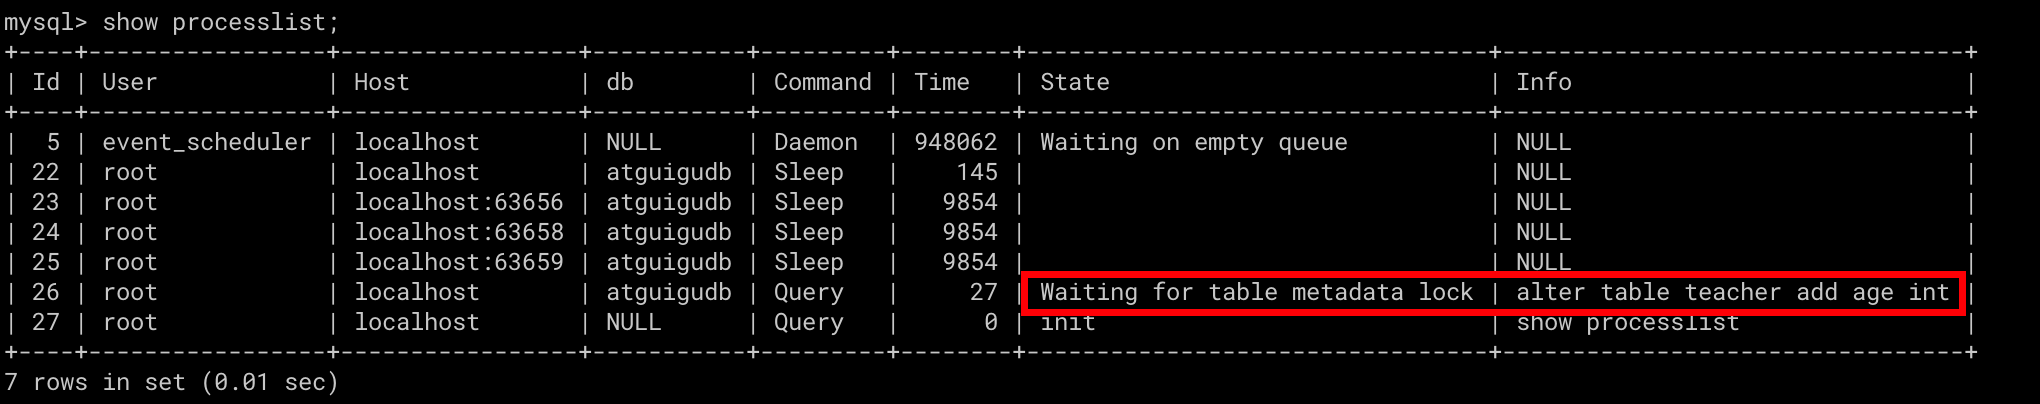 mysql> show processlist;
+----+-----------------+-----------------+-----------+---------+--------+---------------------------------+--------------------------------+
| Id | User            | Host            | db        | Command | Time   | State                           | Info                           |
+----+-----------------+-----------------+-----------+---------+--------+---------------------------------+--------------------------------+
|  5 | event_scheduler | localhost       | NULL      | Daemon  | 948062 | Waiting on empty queue          | NULL                           |
| 22 | root            | localhost       | atguigudb | Sleep   |    145 |                                 | NULL                           |
| 23 | root            | localhost:63656 | atguigudb | Sleep   |   9854 |                                 | NULL                           |
| 24 | root            | localhost:63658 | atguigudb | Sleep   |   9854 |                                 | NULL                           |
| 25 | root            | localhost:63659 | atguigudb | Sleep   |   9854 |                                 | NULL                           |
| 26 | root            | localhost       | atguigudb | Query   |     27 | Waiting for table metadata lock | alter table teacher add age int |
| 27 | root            | localhost       | NULL      | Query   |      0 | init                            | show processlist               |
+----+-----------------+-----------------+-----------+---------+--------+---------------------------------+--------------------------------+
7 rows in set (0.01 sec)